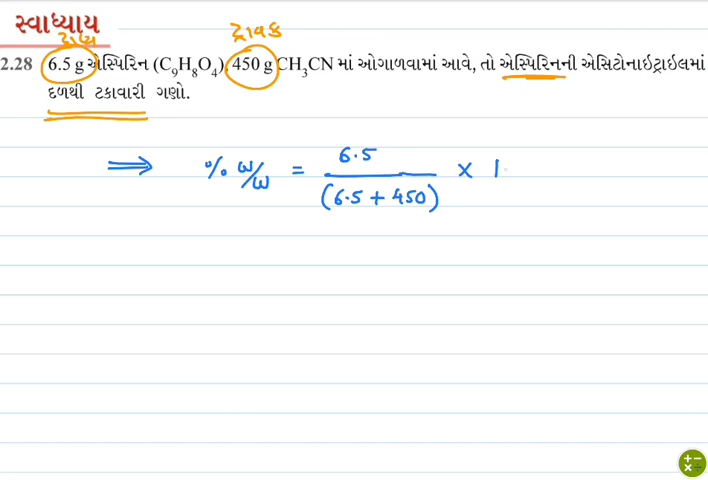 સ્વાધ્યાય
દ્રાવ્ય દ્રાવક
2.28 6.5 g એસ્પિરિન (C₉H₈O₄), 450 g CH₃CN માં ઓગાળવામાં આવે, તો એસ્પિરિનની એસિટોનાઇટ્રાઇલમાં
દળથી ટકાવારી ગણો.
⟹ % w/w = 6.5 / (6.5 + 450) × 1